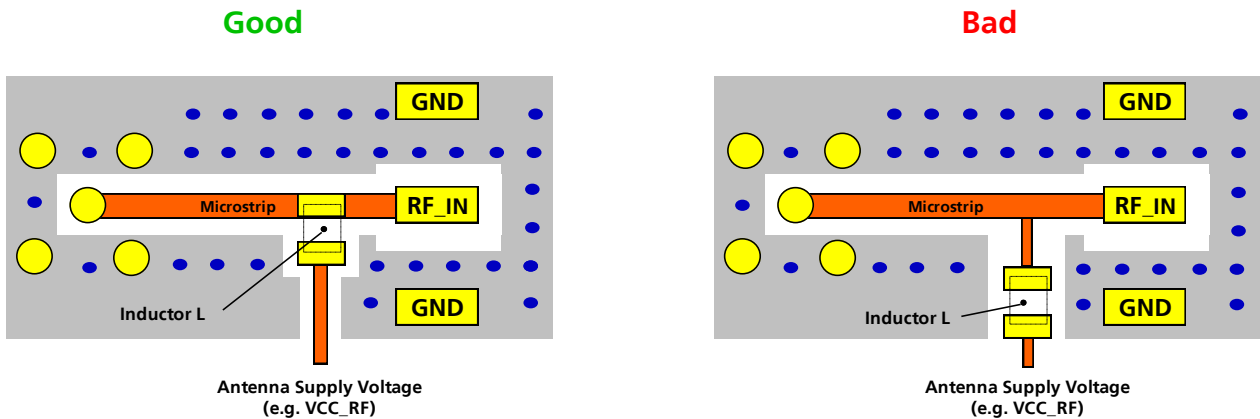 Good
GND
Microstrip
RF_IN
Inductor L
GND
Antenna Supply Voltage
(e.g. VCC_RF)
Bad
GND
Microstrip
RF_IN
Inductor L
GND
Antenna Supply Voltage
(e.g. VCC_RF)